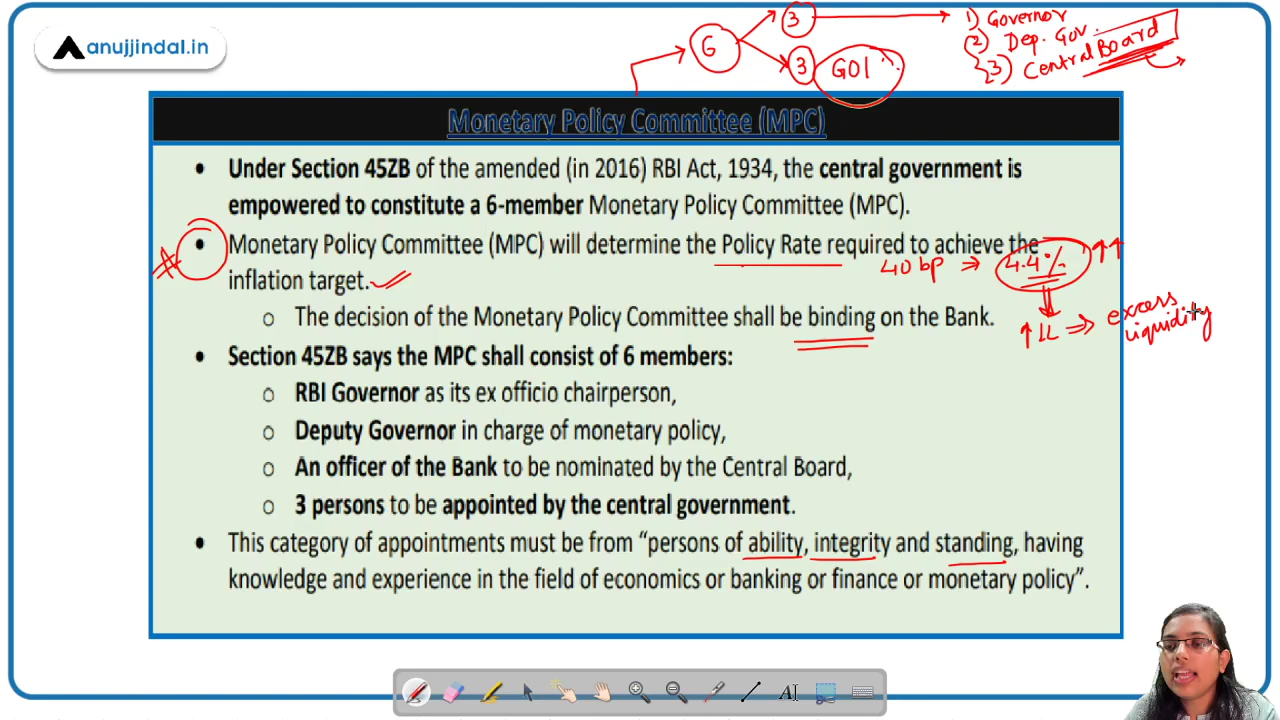 anujjindal.in
6
3
3
GOI
1) Governor
2) Dep. Gov.
3) Central Board
Monetary Policy Committee (MPC)
• Under Section 45ZB of the amended (in 2016) RBI Act, 1934, the central government is
empowered to constitute a 6-member Monetary Policy Committee (MPC).
• Monetary Policy Committee (MPC) will determine the Policy Rate required to achieve the
inflation target.
40 bp ⇒ 4.4% ↑↑
o The decision of the Monetary Policy Committee shall be binding on the Bank.
⇒ excess
liquidity
• Section 45ZB says the MPC shall consist of 6 members:
o RBI Governor as its ex officio chairperson,
o Deputy Governor in charge of monetary policy,
o An officer of the Bank to be nominated by the Central Board,
o 3 persons to be appointed by the central government.
• This category of appointments must be from “persons of ability, integrity and standing, having
knowledge and experience in the field of economics or banking or finance or monetary policy”.
AI